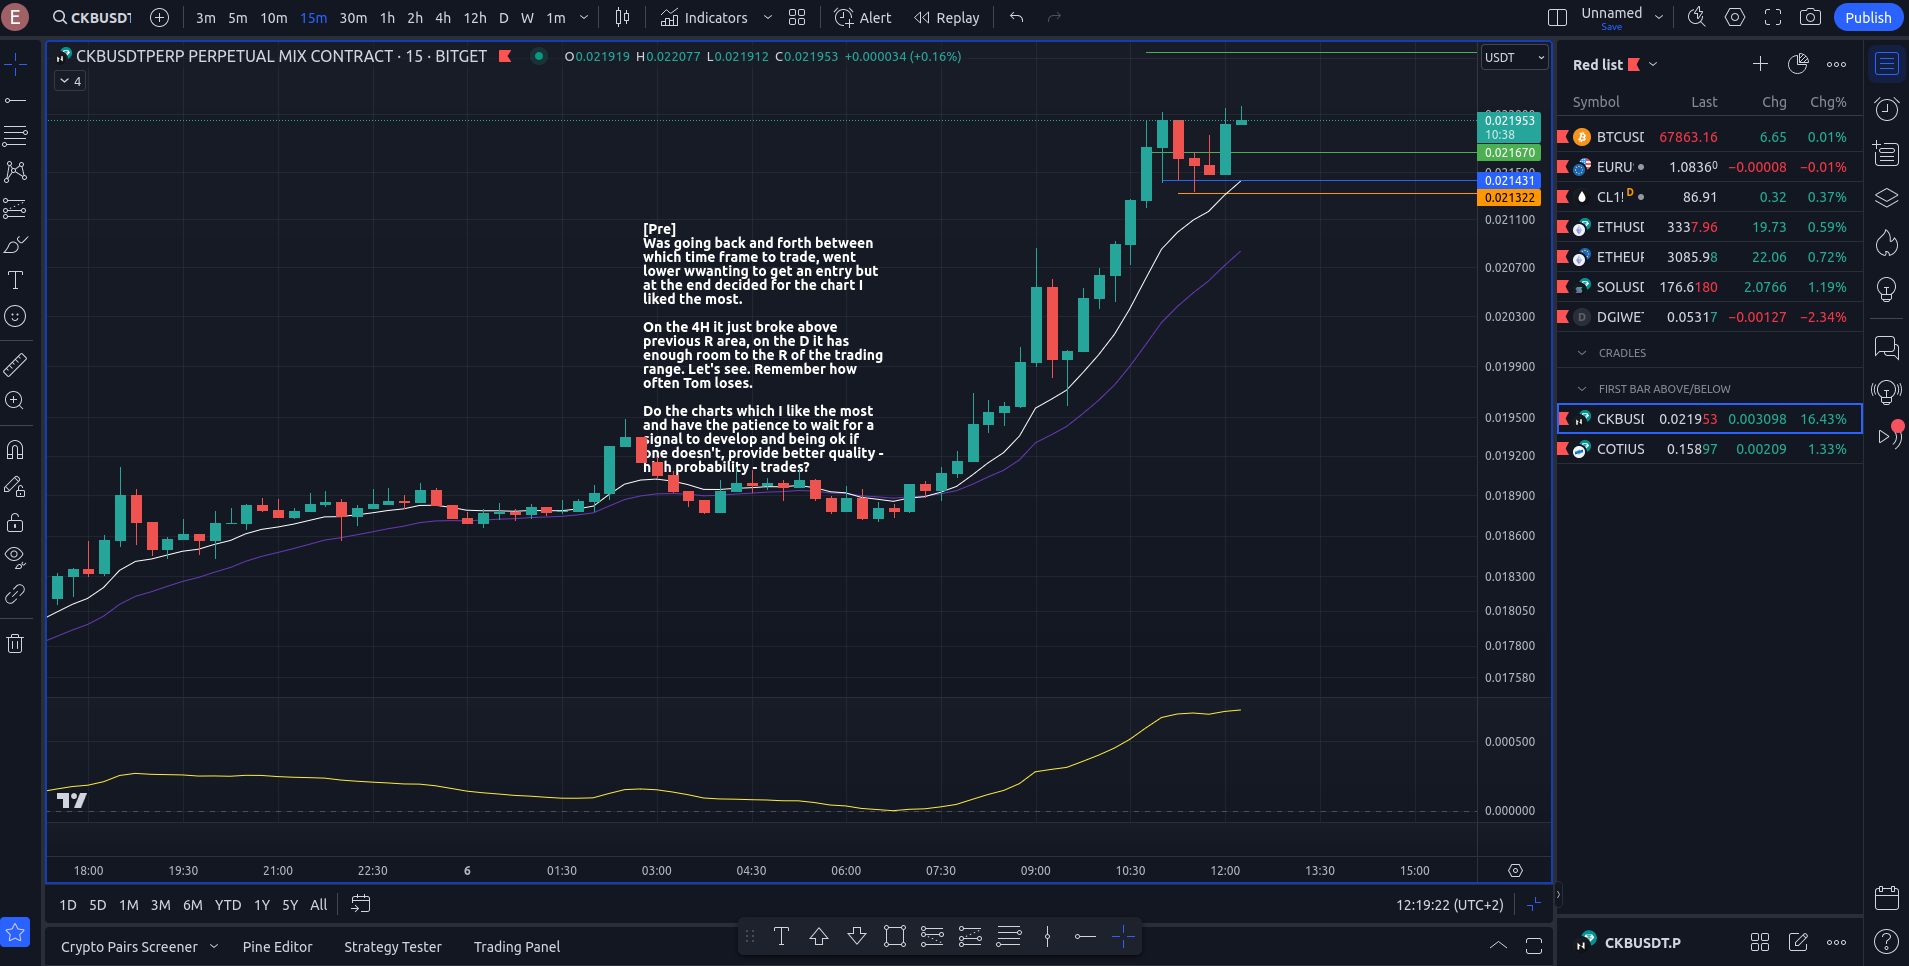 E
CKBUSDT
3m 5m 10m 15m 30m 1h 2h 4h 12h D W 1m
Indicators
Alert
Replay
Unnamed
Save
Publish
CKBUSDTPERP PERPETUAL MIX CONTRACT · 15 · BITGET
O0.021919 H0.022077 L0.021912 C0.021953 +0.000034 (+0.16%)
4
USDT
0.021953
10:38
0.021670
0.021431
0.021322
0.021100
0.020700
0.020300
0.019900
0.019500
0.019200
0.018900
0.018600
0.018300
0.018050
0.017800
0.017580
0.000500
0.000000
[Pre]
Was going back and forth between
which time frame to trade, went
lower wwanting to get an entry but
at the end decided for the chart I
liked the most.
On the 4H it just broke above
previous R area, on the D it has
enough room to the R of the trading
range. Let's see. Remember how
often Tom loses.
Do the charts which I like the most
and have the patience to wait for a
signal to develop and being ok if
one doesn't, provide better quality -
high probability - trades?
18:00 19:30 21:00 22:30 6 01:30 03:00 04:30 06:00 07:30 09:00 10:30 12:00 13:30 15:00
1D 5D 1M 3M 6M YTD 1Y 5Y All
12:19:22 (UTC+2)
Crypto Pairs Screener
Pine Editor
Strategy Tester
Trading Panel
Red list
Symbol Last Chg Chg%
BTCUSD 67863.16 6.65 0.01%
EURU 1.08360 −0.00008 −0.01%
CL1! D 86.91 0.32 0.37%
ETHUSD 3337.96 19.73 0.59%
ETHEUR 3085.98 22.06 0.72%
SOLUSD 176.6180 2.0766 1.19%
D DGIWE 0.05317 −0.00127 −2.34%
CRADLES
FIRST BAR ABOVE/BELOW
CKBUSD 0.021953 0.003098 16.43%
COTIUS 0.15897 0.00209 1.33%
CKBUSDT.P